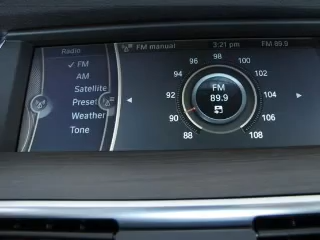 Radio
FM manual 3:21 pm FM 89.9
FM
AM
Satellite
Preset
Weather
Tone
88 90 92 94 96 98 100 102 104 106 108
FM
89.9